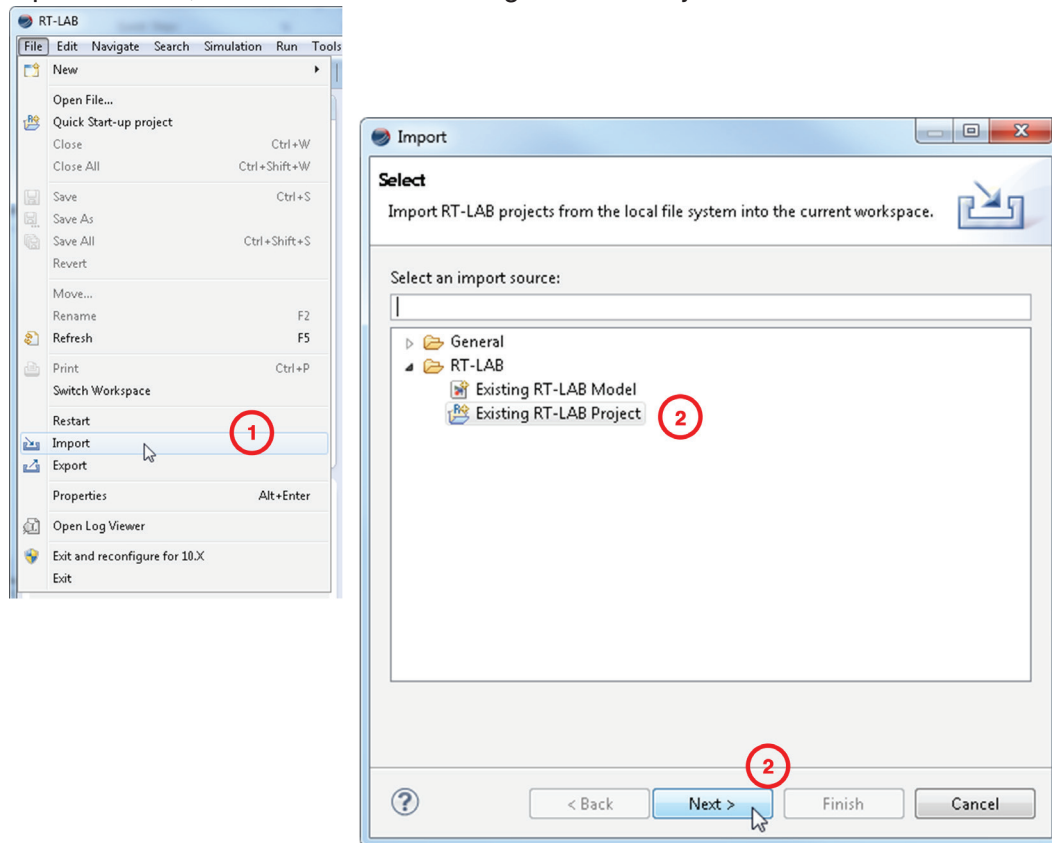 RT-LAB
File Edit Navigate Search Simulation Run Tools
New
Open File...
Quick Start-up project
Close Ctrl+W
Close All Ctrl+Shift+W
Save Ctrl+S
Save As
Save All Ctrl+Shift+S
Revert
Move...
Rename F2
Refresh F5
Print Ctrl+P
Switch Workspace
Restart
1
Import
Export
Properties Alt+Enter
Open Log Viewer
Exit and reconfigure for 10.X
Exit
Import
Select
Import RT-LAB projects from the local file system into the current workspace.
Select an import source:
General
RT-LAB
Existing RT-LAB Model
Existing RT-LAB Project 2
2
? < Back Next > Finish Cancel